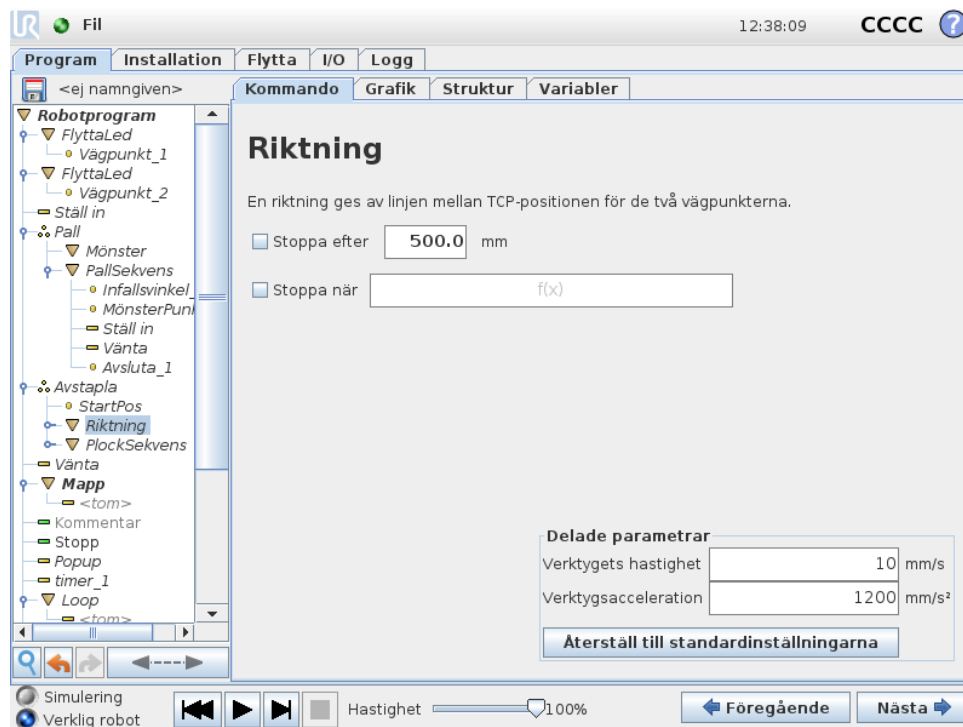 UR Fil 12:38:09 CCCC ?
Program Installation Flytta I/O Logg
<ej namngiven>
Kommando Grafik Struktur Variabler
Robotprogram
FlyttaLed
Vägpunkt_1
FlyttaLed
Vägpunkt_2
Ställ in
Pall
Mönster
PallSekvens
Infallsvinkel_
MönsterPun
Ställ in
Vänta
Avsluta_1
Avstapla
StartPos
Riktning
PlockSekvens
Vänta
Mapp
<tom>
Kommentar
Stopp
Popup
timer_1
Loop
<tom>
Riktning
En riktning ges av linjen mellan TCP-positionen för de två vägpunkterna.
Stoppa efter 500.0 mm
Stoppa när f(x)
Delade parametrar
Verktygets hastighet 10 mm/s
Verktygsacceleration 1200 mm/s²
Återställ till standardinställningarna
Simulering
Verklig robot
Hastighet 100%
Föregående Nästa